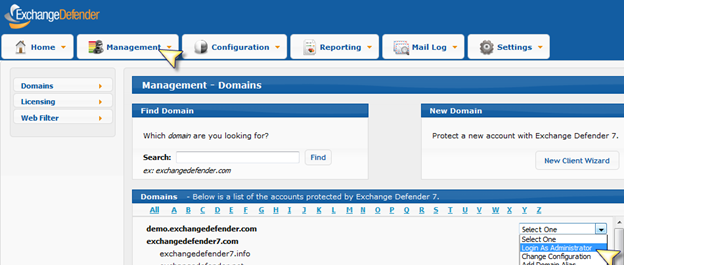 ExchangeDefender
Home Management Configuration Reporting Mail Log Settings
Domains
Licensing
Web Filter
Management - Domains
Find Domain
Which domain are you looking for?
Search: Find
ex: exchangedefender.com
New Domain
Protect a new account with Exchange Defender 7.
New Client Wizard
Domains - Below is a list of the accounts protected by Exchange Defender 7.
All A B C D E F G H I J K L M N O P Q R S T U V W X Y Z
demo.exchangedefender.com Select One
Select One
exchangedefender7.com Login As Administrator
exchangedefender7.info Change Configuration
Add Domain Alias